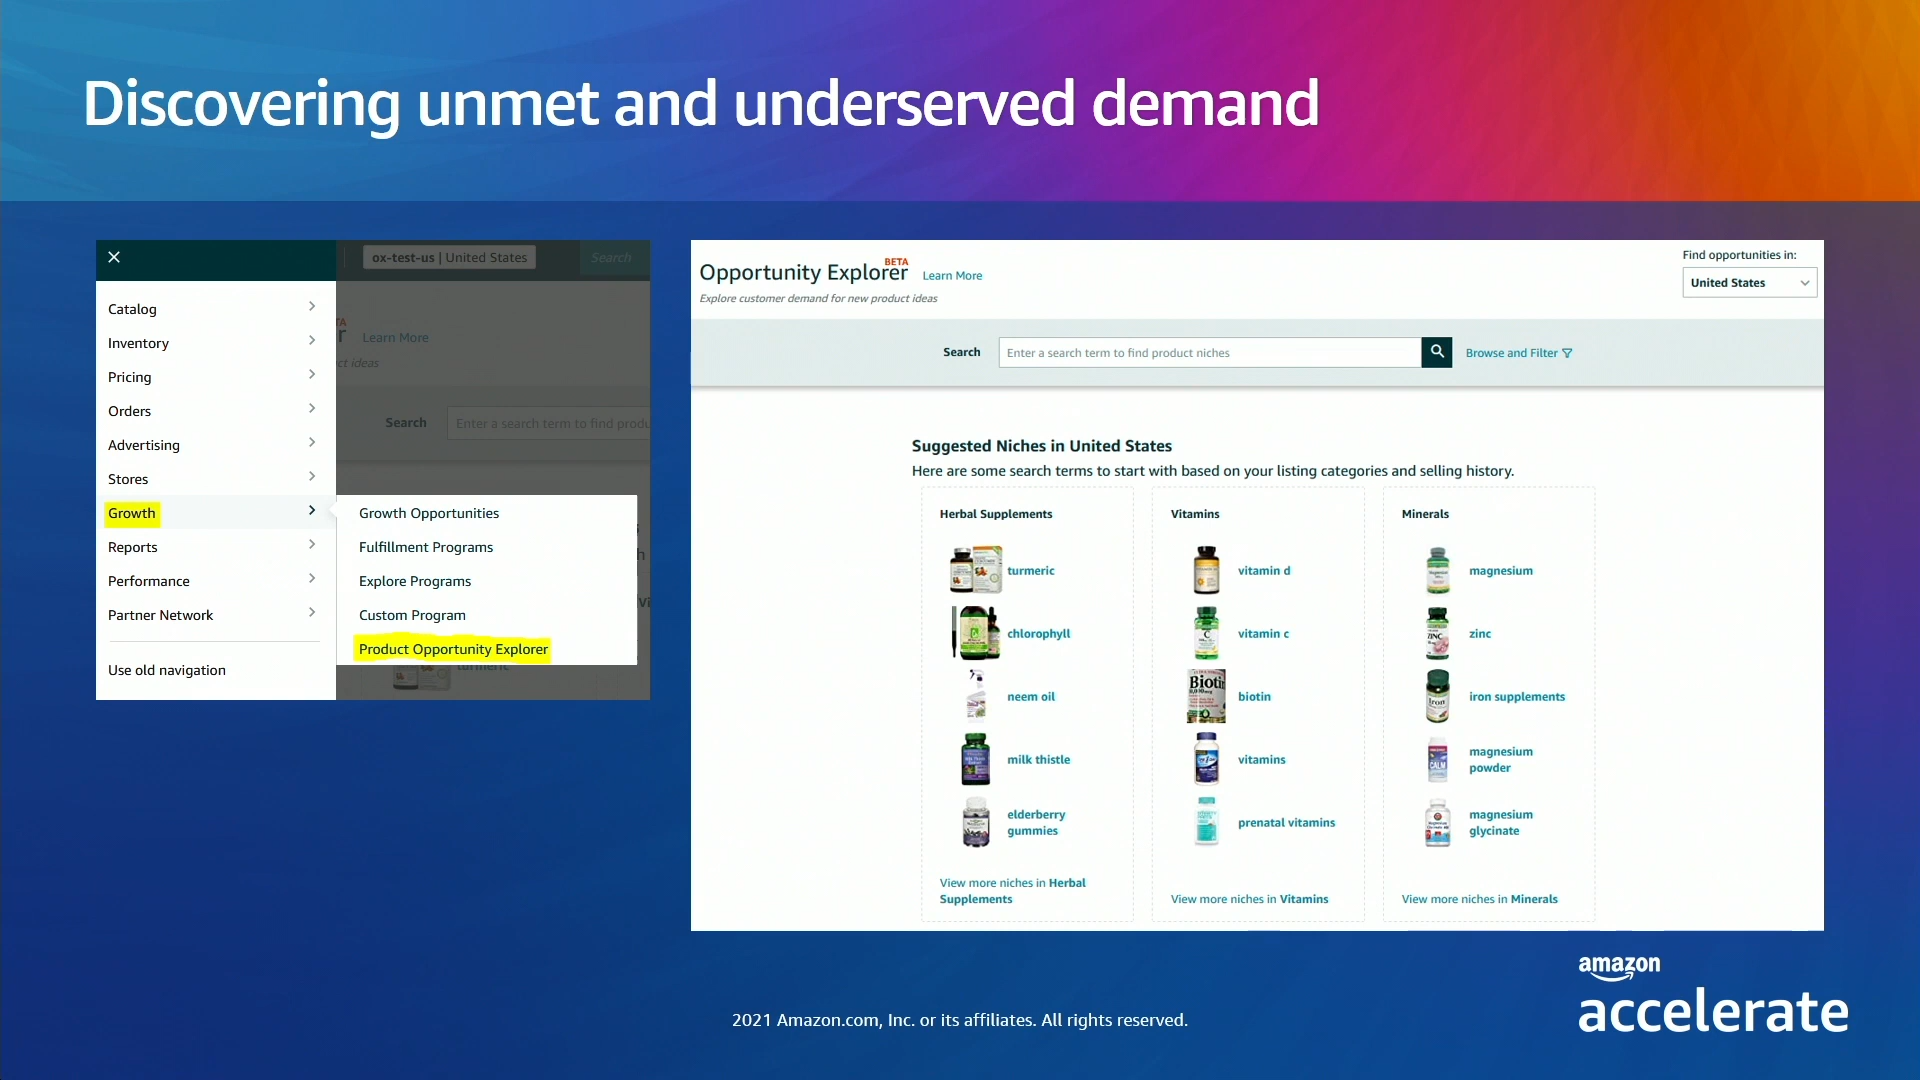 Discovering unmet and underserved demand
ox-test-us | United States
Search
Catalog
Inventory
Pricing
Orders
Advertising
Stores
Growth
Reports
Performance
Partner Network
Use old navigation
TA
r Learn More
ct ideas
Search
Enter a search term to find produ
Growth Opportunities
Fulfillment Programs
Explore Programs
Custom Program
Product Opportunity Explorer
turmeric
Opportunity Explorer BETA Learn More
Explore customer demand for new product ideas
Find opportunities in:
United States
Search
Enter a search term to find product niches
Browse and Filter
Suggested Niches in United States
Here are some search terms to start with based on your listing categories and selling history.
Herbal Supplements
turmeric
chlorophyll
neem oil
milk thistle
elderberry
gummies
View more niches in Herbal
Supplements
Vitamins
vitamin d
vitamin c
Biotin
biotin
vitamins
prenatal vitamins
View more niches in Vitamins
Minerals
magnesium
ZINC
zinc
Iron
iron supplements
CALM
magnesium
powder
magnesium
glycinate
View more niches in Minerals
2021 Amazon.com, Inc. or its affiliates. All rights reserved.
amazon
accelerate